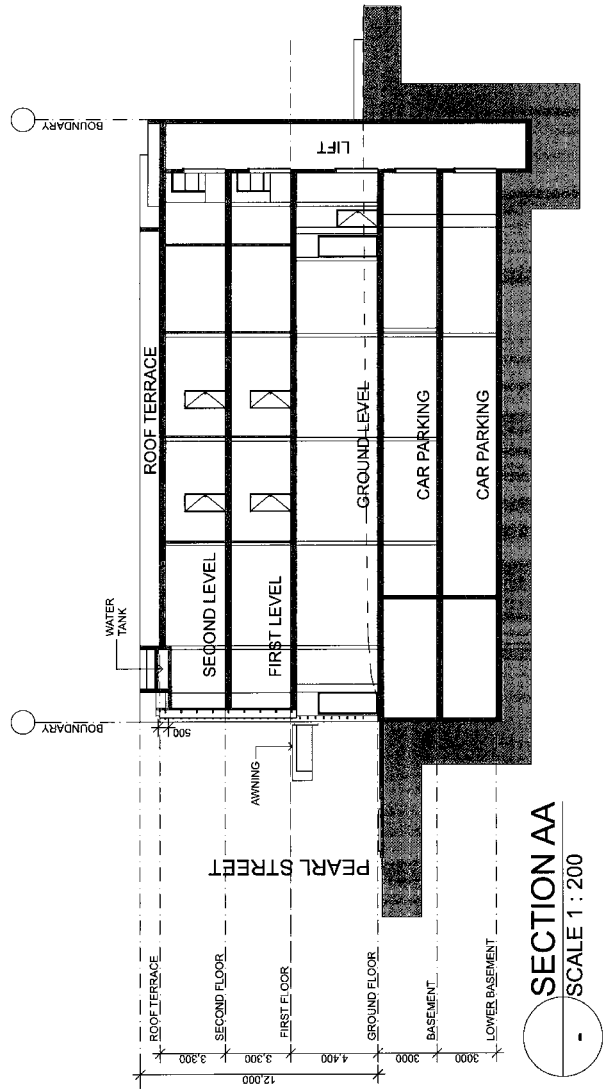 BOUNDARY
BOUNDARY
LIFT
ROOF TERRACE
WATER
TANK
SECOND LEVEL
FIRST LEVEL
GROUND LEVEL
CAR PARKING
CAR PARKING
500
AWNING
PEARL STREET
ROOF TERRACE
SECOND FLOOR
FIRST FLOOR
GROUND FLOOR
BASEMENT
LOWER BASEMENT
12,000
3,300
3,300
4,400
3000
3000
-
SECTION AA
SCALE 1 : 200